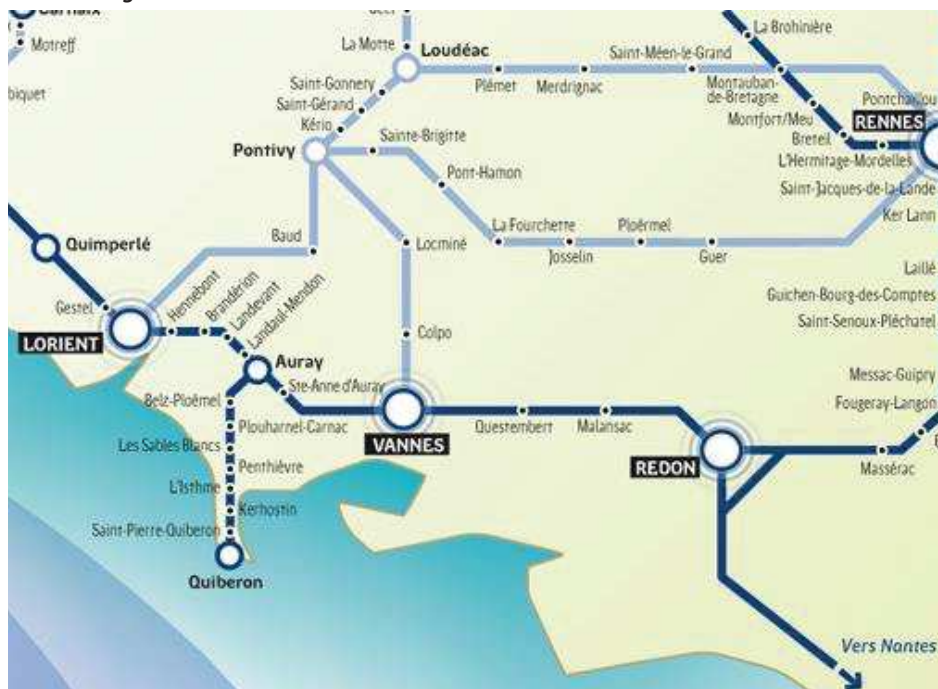 Carhaix
Motreff
La Motte
Loudéac
La Brohinière
Saint-Méen-le-Grand
Plémet
Merdrignac
Montauban-
de-Bretagne
Saint-Gonnery
Saint-Gérand
Kério
Pontchaillou
Montfort/Meu
RENNES
Breteil
L'Hermitage-Mordelles
Pontivy
Sainte-Brigitte
Pont-Hamon
Saint-Jacques-de-la-Lande
Ker Lann
Quimperlé
Baud
Locminé
La Fourchette
Josselin
Ploërmel
Guer
Laillé
Guichen-Bourg-des-Comptes
Saint-Senoux-Pléchatel
Gestel
LORIENT
Hennebont
Brandérion
Landevant
Landaul-Mendon
Colpo
Auray
Ste-Anne d'Auray
Messac-Guipry
Fougeray-Langon
Belz-Ploëmel
Plouharnel-Carnac
VANNES
Questembert
Malansac
REDON
Massérac
Les Sables Blancs
Penthièvre
L'Isthme
Kerhostin
Saint-Pierre-Quiberon
Quiberon
Vers Nantes